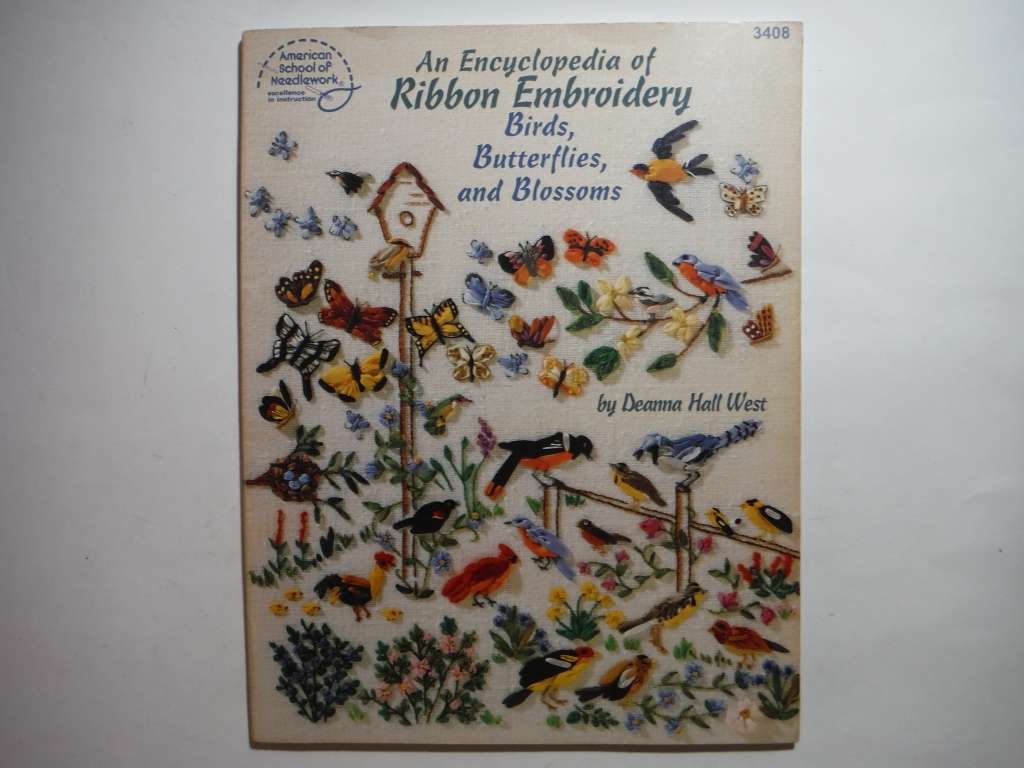 3408
American
School of
Needlework®
excellence
in instruction
An Encyclopedia of
Ribbon Embroidery
Birds,
Butterflies,
and Blossoms
by Deanna Hall West